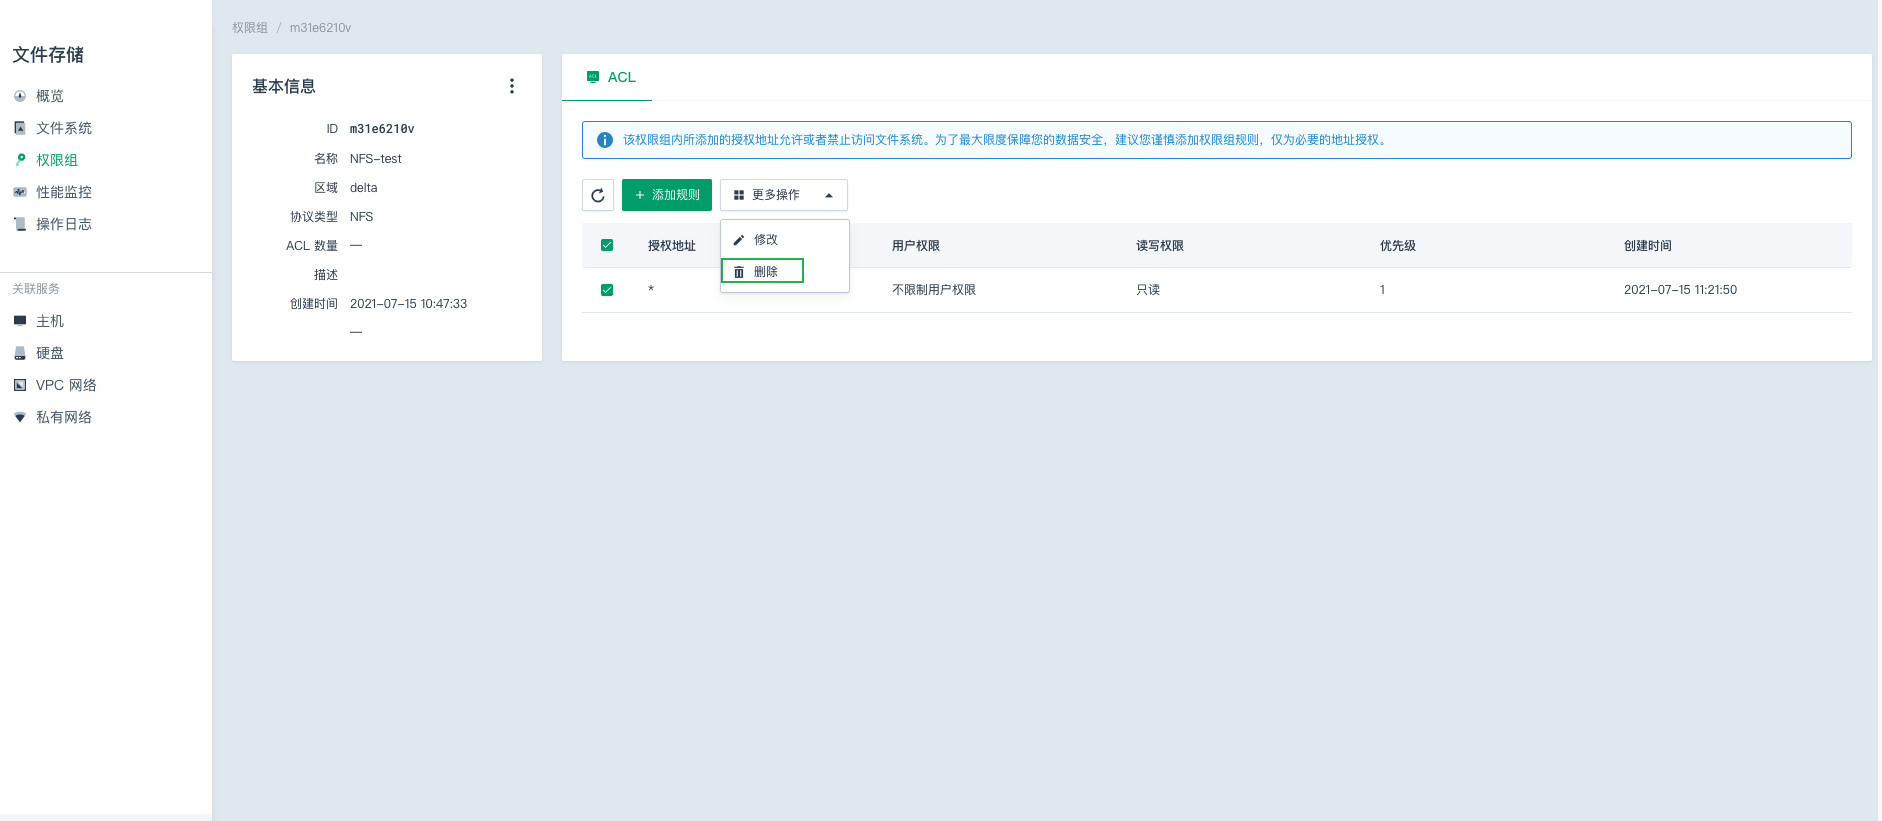 文件存储
概览
文件系统
权限组
性能监控
操作日志
关联服务
主机
硬盘
VPC 网络
私有网络
权限组 / m31e6210v
基本信息
ID m31e6210v
名称 NFS-test
区域 delta
协议类型 NFS
ACL 数量 —
描述
创建时间 2021-07-15 10:47:33
—
ACL
该权限组内所添加的授权地址允许或者禁止访问文件系统。为了最大限度保障您的数据安全，建议您谨慎添加权限组规则，仅为必要的地址授权。
+ 添加规则 更多操作
修改
删除
授权地址 用户权限 读写权限 优先级 创建时间
* 不限制用户权限 只读 1 2021-07-15 11:21:50